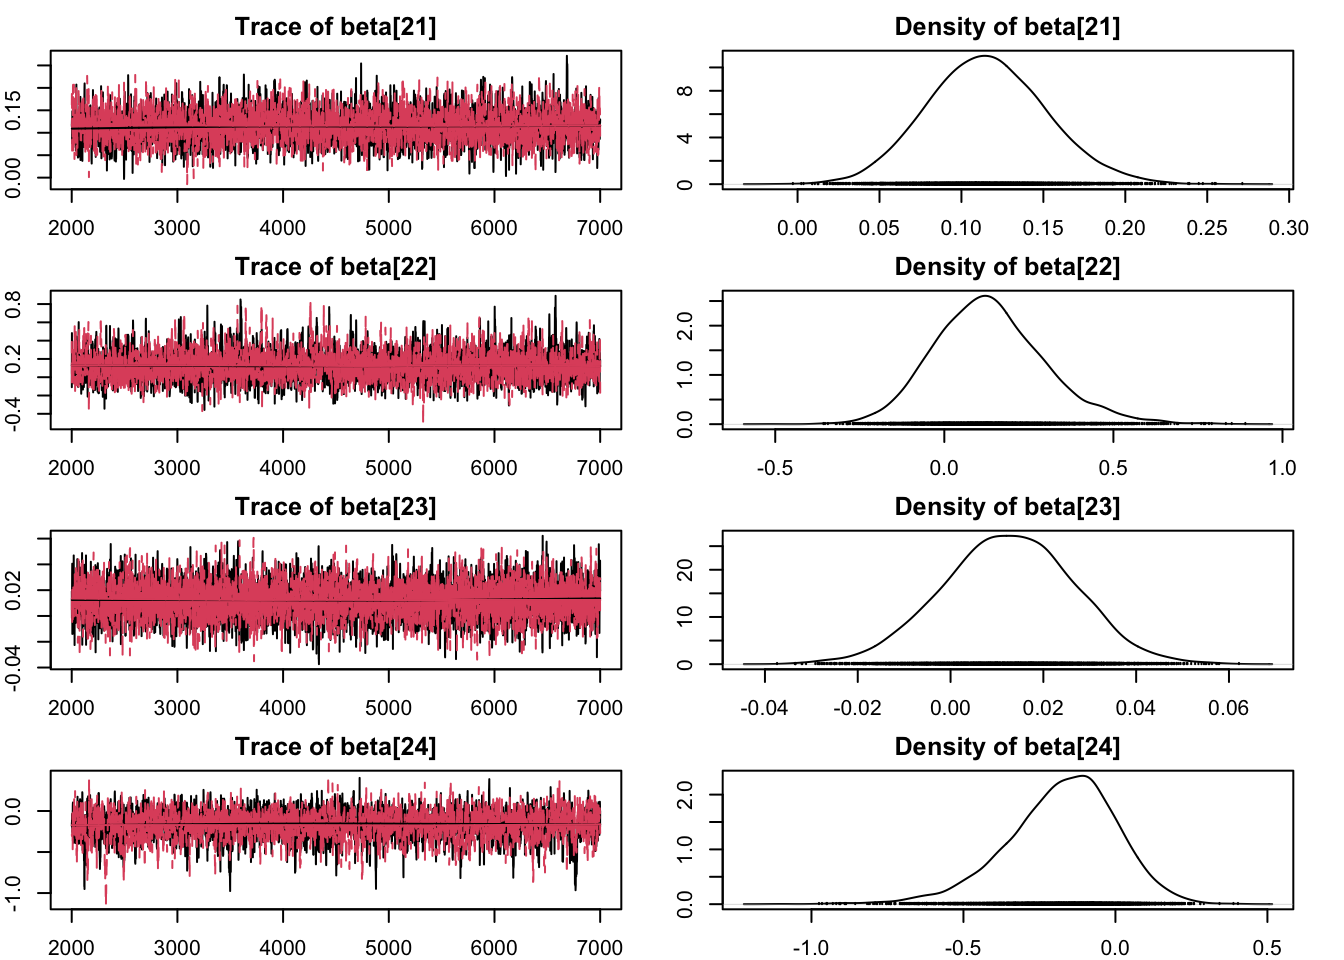 Trace of beta[21]
Density of beta[21]
0.00 0.15
2000 3000 4000 5000 6000 7000
0 4 8
0.00 0.05 0.10 0.15 0.20 0.25 0.30
Trace of beta[22]
Density of beta[22]
-0.4 0.2 0.8
2000 3000 4000 5000 6000 7000
0.0 1.0 2.0
-0.5 0.0 0.5 1.0
Trace of beta[23]
Density of beta[23]
-0.04 0.02
2000 3000 4000 5000 6000 7000
0 10 20
-0.04 -0.02 0.00 0.02 0.04 0.06
Trace of beta[24]
Density of beta[24]
-1.0 0.0
2000 3000 4000 5000 6000 7000
0.0 1.0 2.0
-1.0 -0.5 0.0 0.5